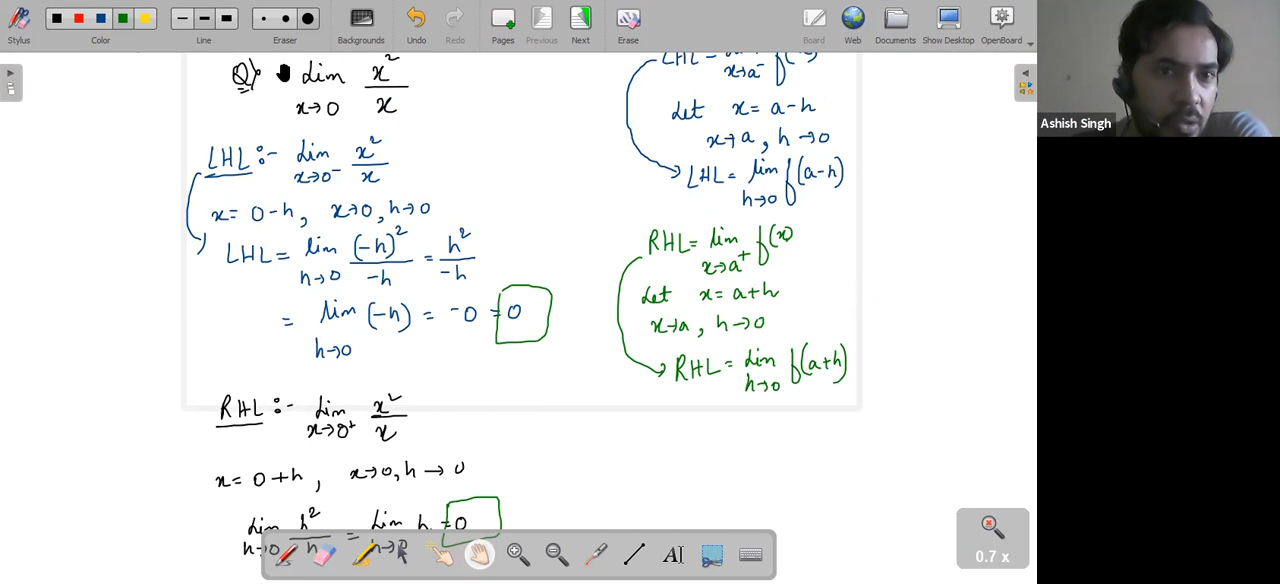 Stylus Color Line Eraser Backgrounds Undo Redo Pages Previous Next Erase Board Web Documents Show Desktop OpenBoard
Ashish Singh
Q). Lim x→0 x²/x
LHL :- Lim x→0⁻ x²/x
x = 0-h, x→0, h→0
LHL = lim h→0 (-h)²/-h = h²/-h
= lim h→0 (-h) = -0 = 0
RHL :- Lim x→0⁺ x²/x
x = 0+h, x→0, h→0
Lim h→0 h²/h = Lim h→0 h = 0
x→a⁻
Let x = a-h
x→a, h→0
LHL = lim h→0 f(a-h)
RHL = lim x→a⁺ f(x)
Let x = a+h
x→a, h→0
RHL = Lim h→0 f(a+h)
0.7 x